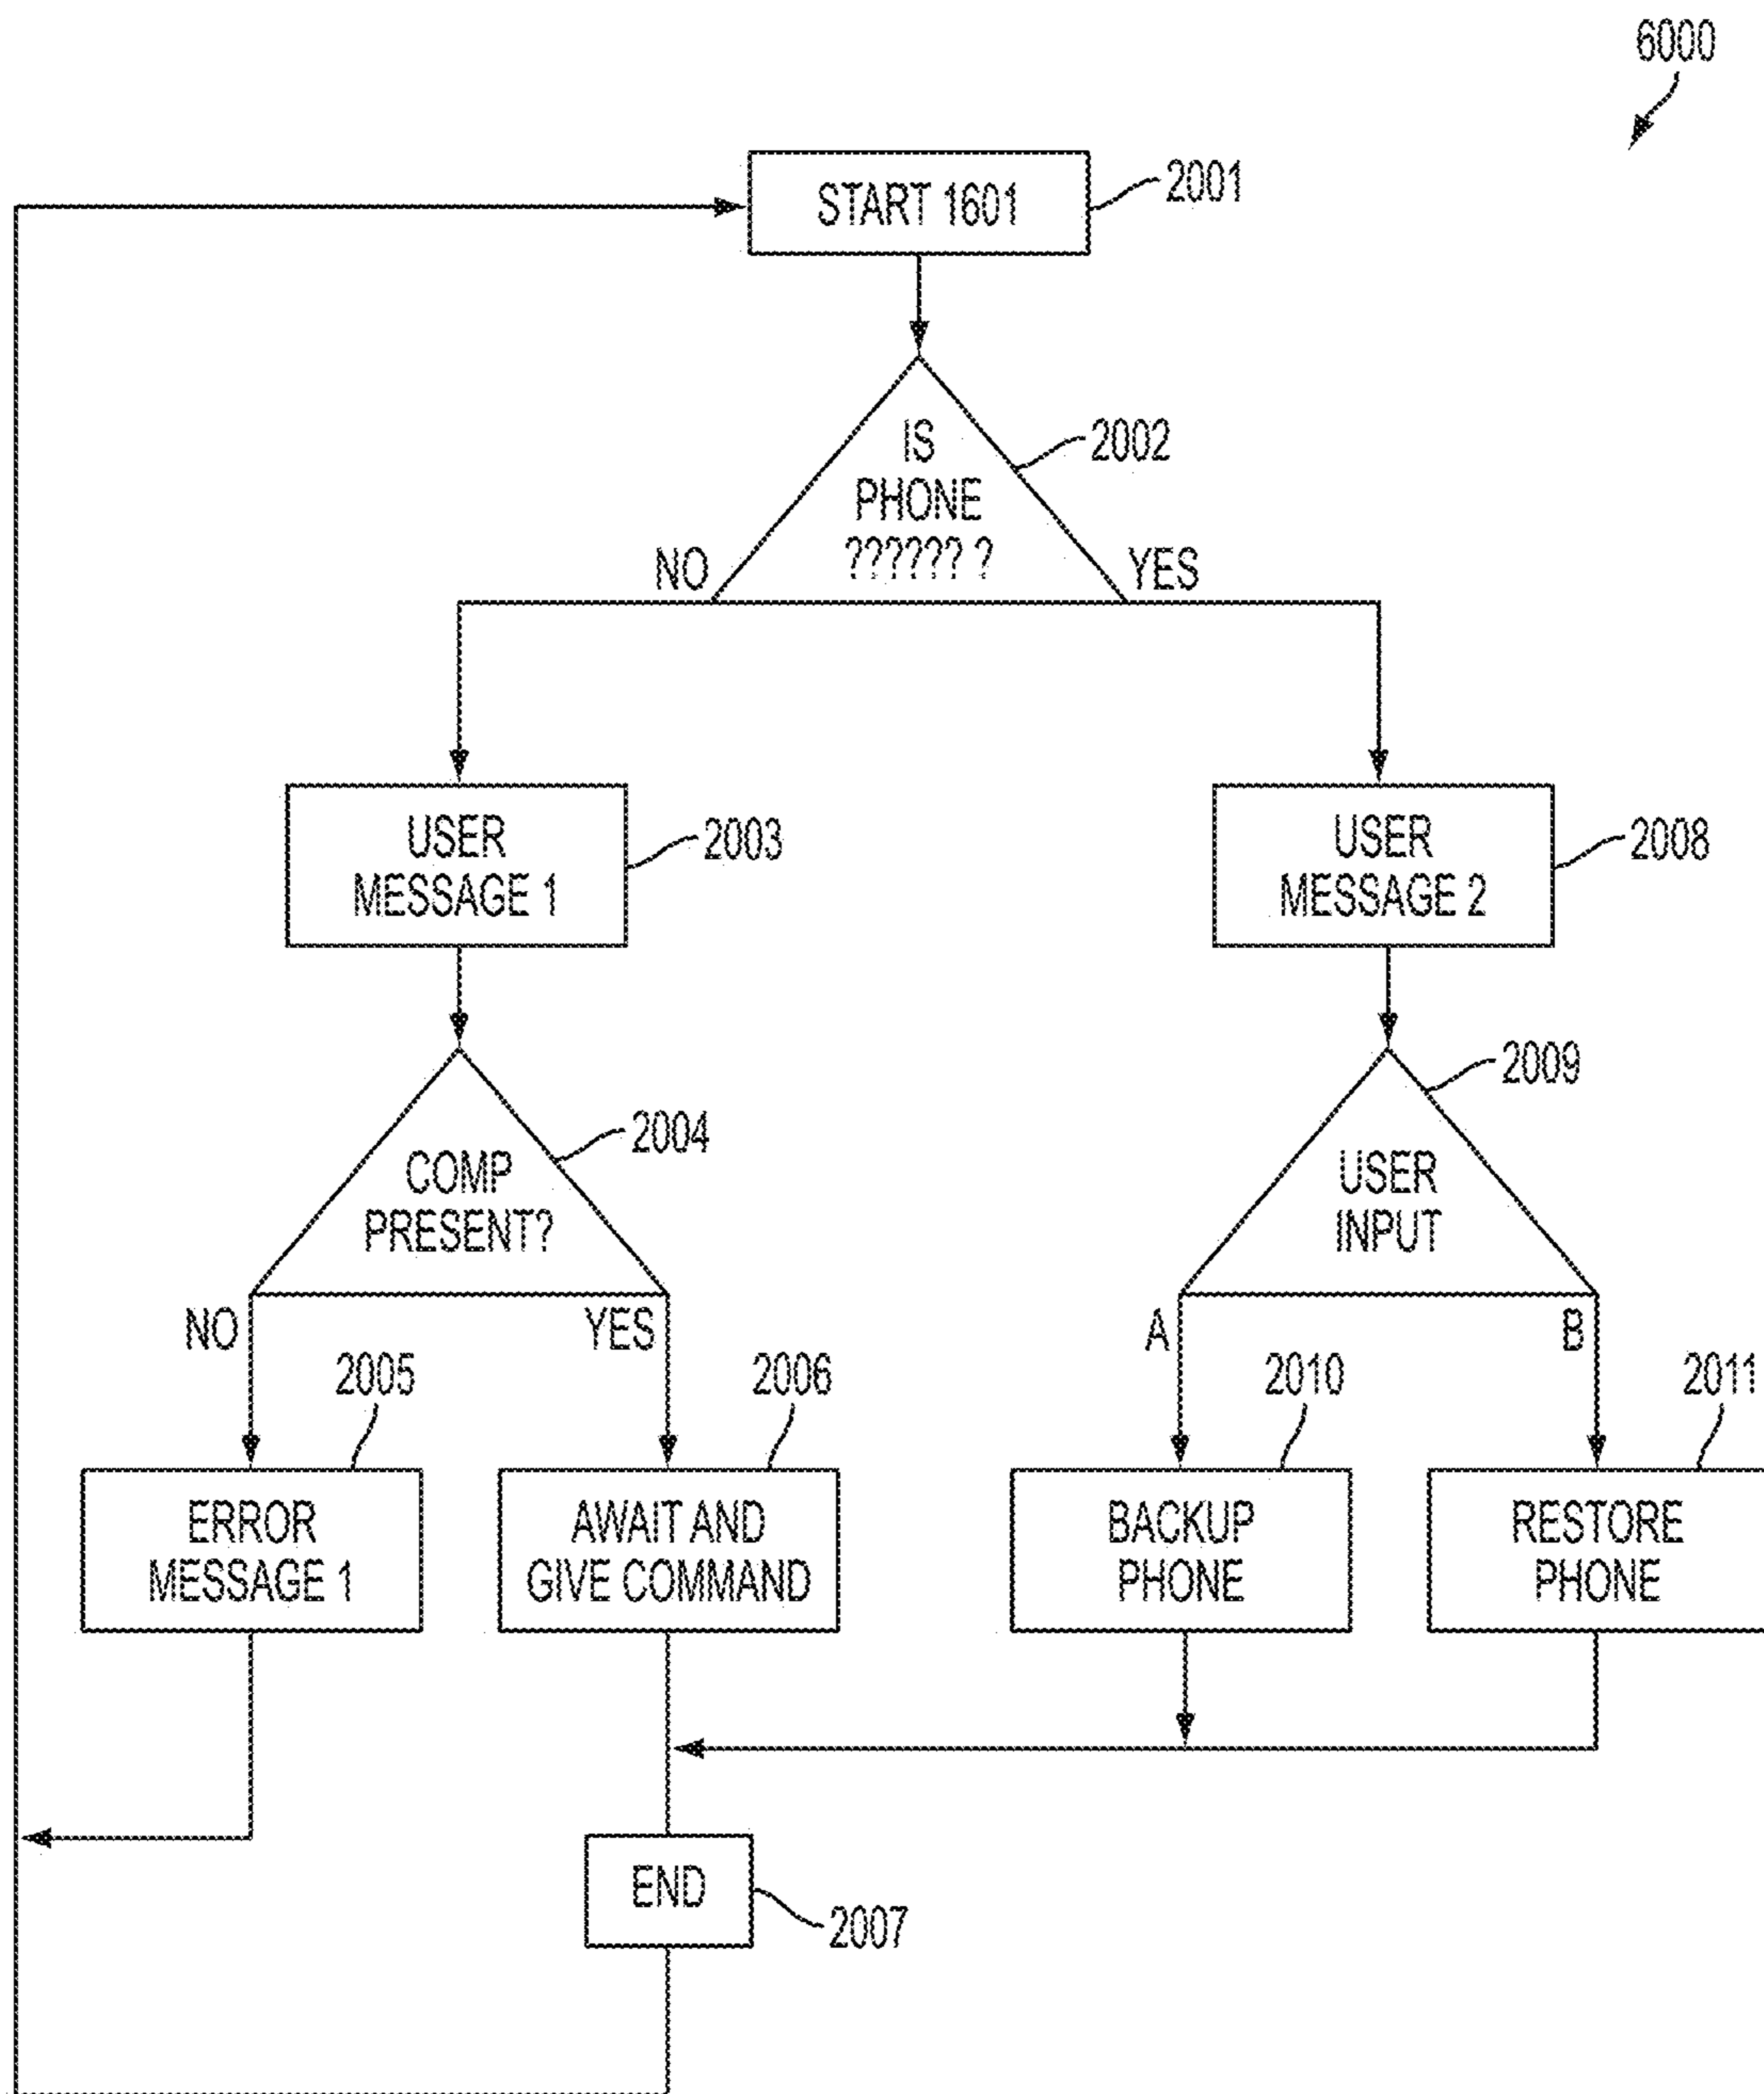 6000
START 1601
2001
IS
PHONE
?????? ?
2002
NO
YES
USER
MESSAGE 1
2003
USER
MESSAGE 2
2008
COMP
PRESENT?
2004
USER
INPUT
2009
NO
YES
A
B
2005
2006
2010
2011
ERROR
MESSAGE 1
AWAIT AND
GIVE COMMAND
BACKUP
PHONE
RESTORE
PHONE
END
2007